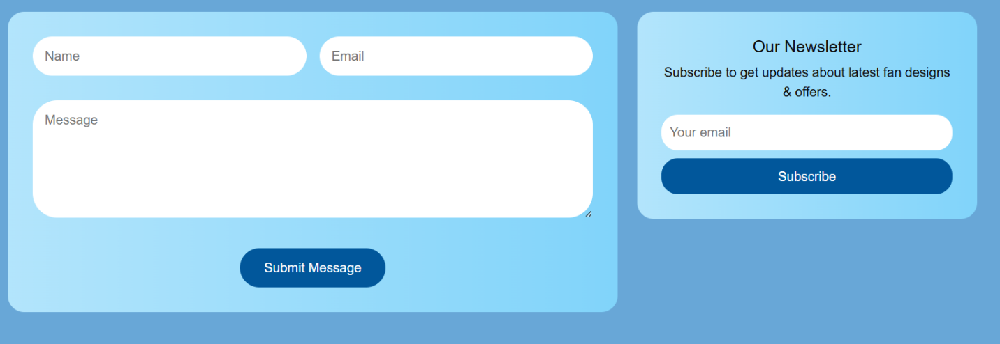 Name
Email
Message
Submit Message
Our Newsletter
Subscribe to get updates about latest fan designs
& offers.
Your email
Subscribe